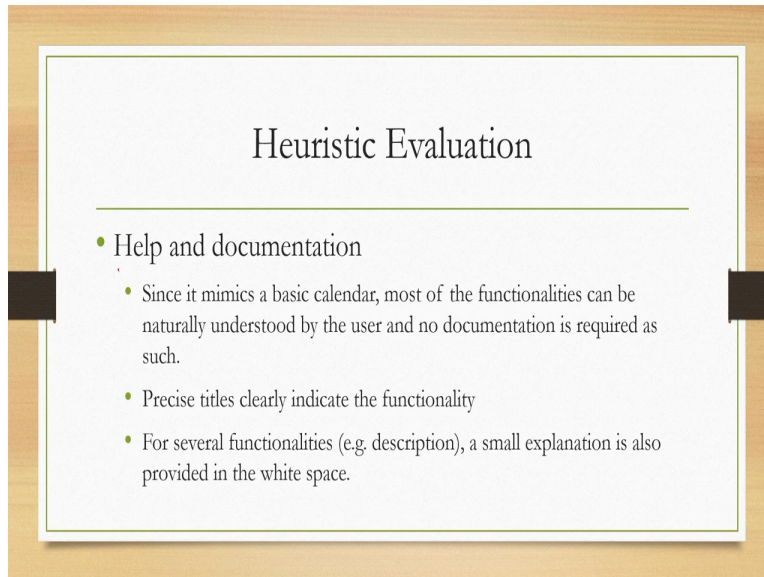 Heuristic Evaluation
• Help and documentation
• Since it mimics a basic calendar, most of the functionalities can be
naturally understood by the user and no documentation is required as
such.
• Precise titles clearly indicate the functionality
• For several functionalities (e.g. description), a small explanation is also
provided in the white space.